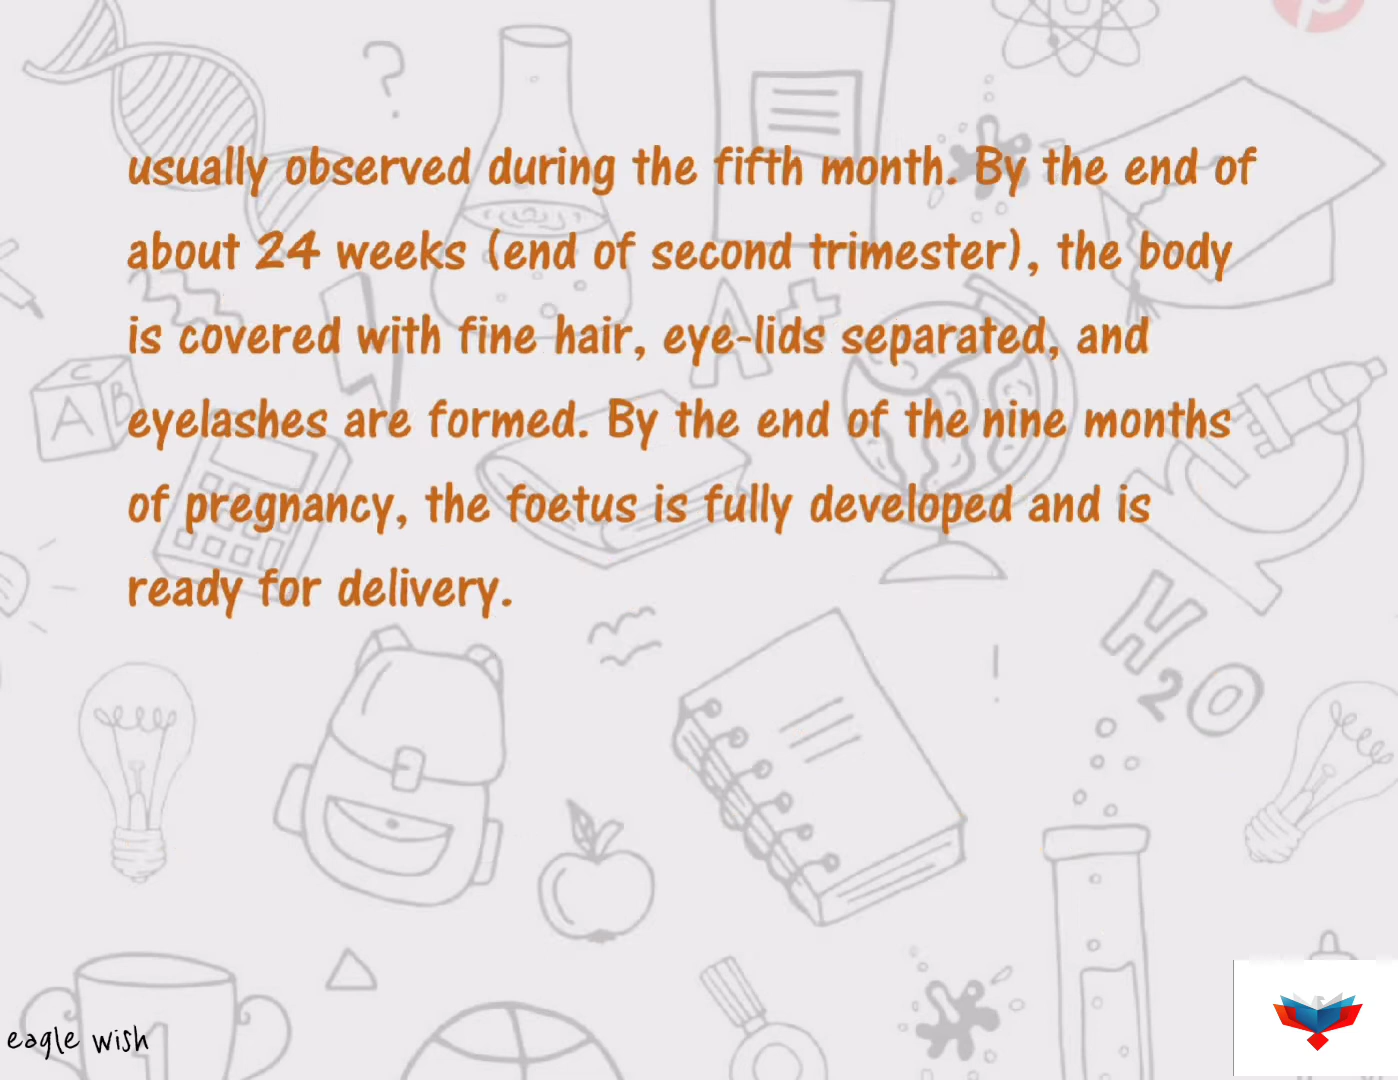 usually observed during the fifth month. By the end of
about 24 weeks (end of second trimester), the body
is covered with fine hair, eye-lids separated, and
eyelashes are formed. By the end of the nine months
of pregnancy, the foetus is fully developed and is
ready for delivery.
?
A+
A
B
C
H2O
!
1
eagle wish